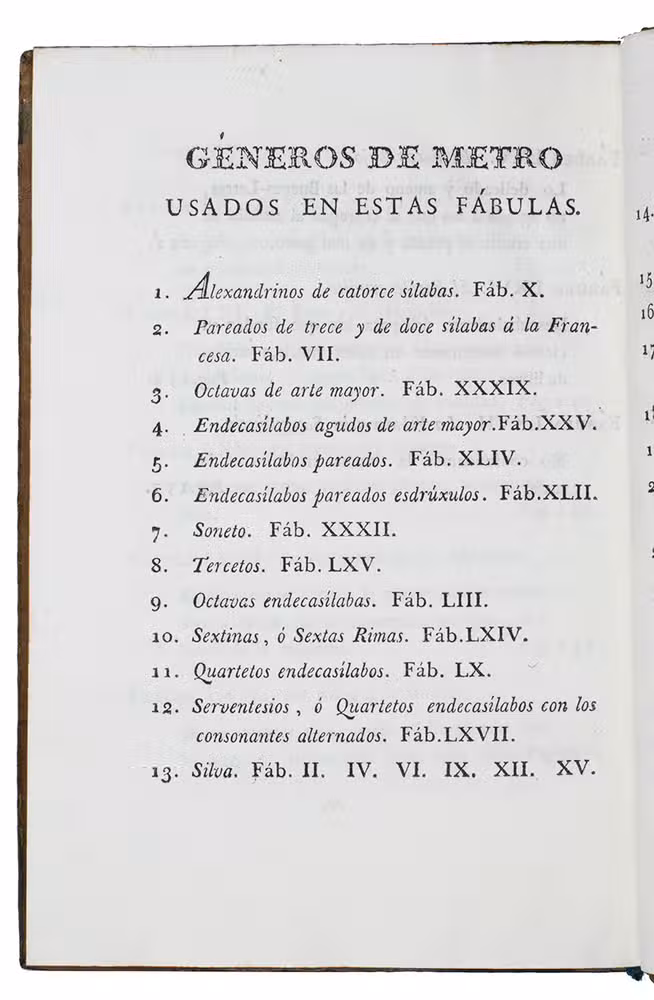 GÉNEROS DE METRO
USADOS EN ESTAS FÁBULAS.
1. Alexandrinos de catorce sílabas. Fáb. X.
2. Pareados de trece y de doce sílabas á la Fran-
cesa. Fáb. VII.
3. Octavas de arte mayor. Fáb. XXXIX.
4. Endecasílabos agudos de arte mayor. Fáb. XXV.
5. Endecasílabos pareados. Fáb. XLIV.
6. Endecasílabos pareados esdrúxulos. Fáb. XLII.
7. Soneto. Fáb. XXXII.
8. Tercetos. Fáb. LXV.
9. Octavas endecasílabas. Fáb. LIII.
10. Sextinas, ó Sextas Rimas. Fáb. LXIV.
11. Quartetos endecasílabos. Fáb. LX.
12. Serventesios, ó Quartetos endecasílabos con los
consonantes alternados. Fáb. LXVII.
13. Silva. Fáb. II. IV. VI. IX. XII. XV.
14.
15
16
17